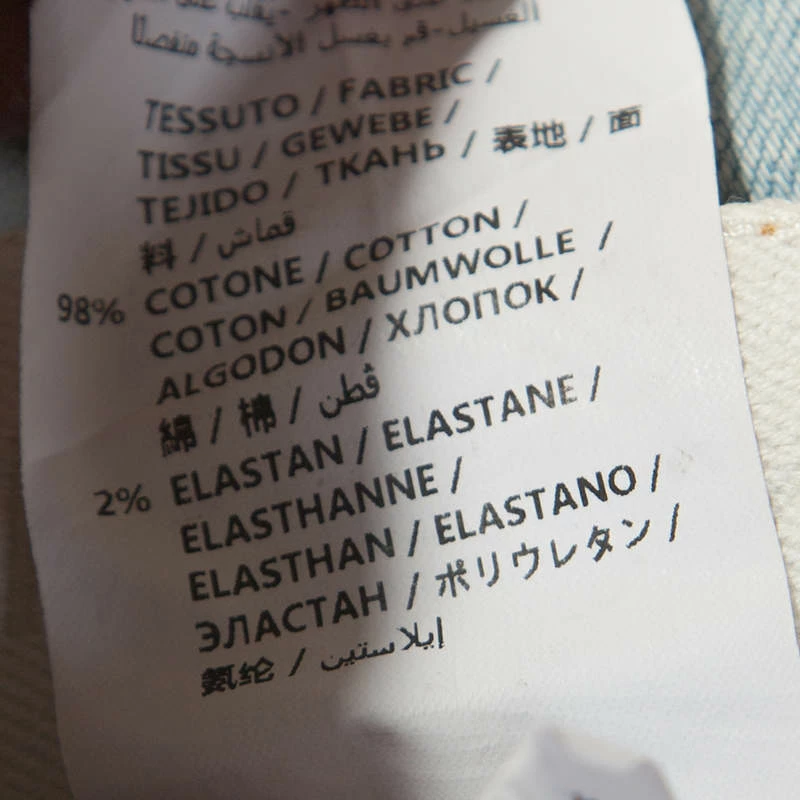 العسيل-قم بغسل الأنسجة منفصلًا
TESSUTO / FABRIC /
TISSU / GEWEBE /
TEJIDO / ТКАНЬ / 表地 / 面
料 / قماش
98% COTONE / COTTON /
COTON / BAUMWOLLE /
ALGODON / ХЛОПОК /
綿 / 棉 / قطن
2% ELASTAN / ELASTANE /
ELASTHANNE /
ELASTHAN / ELASTANO /
ЭЛАСТАН / ポリウレタン /
氨纶 / إيلاستين